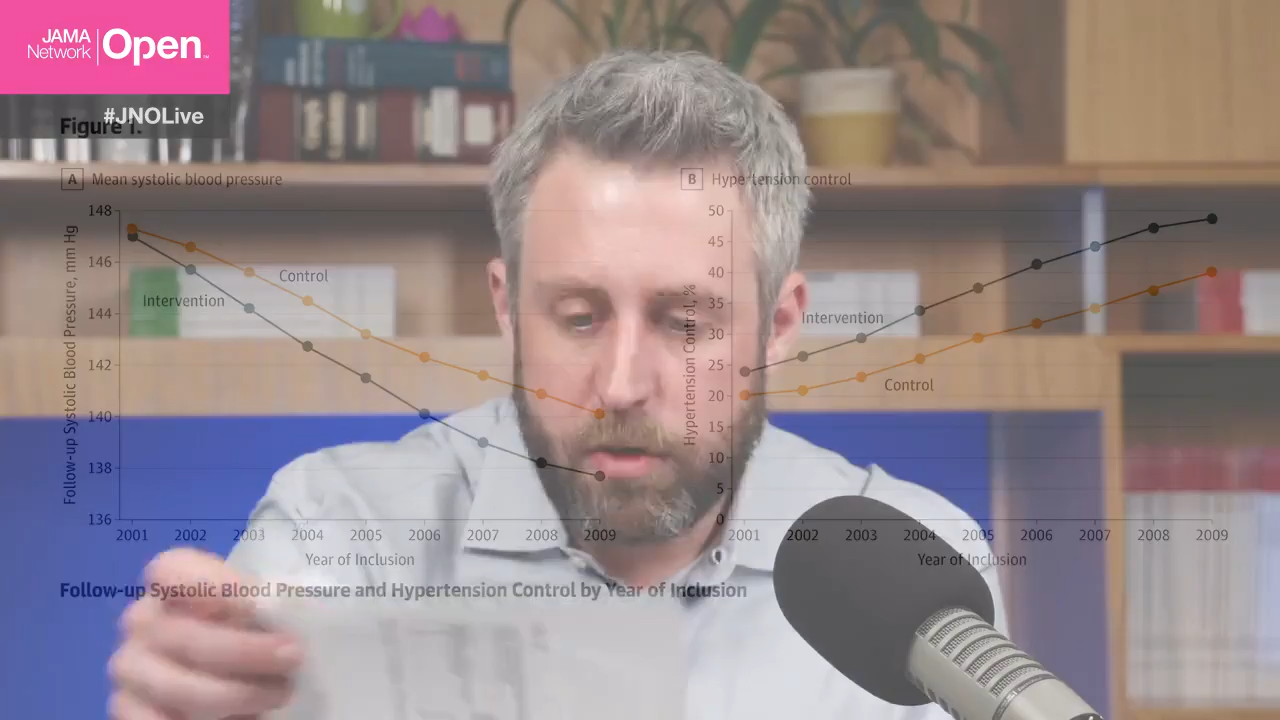 JAMA
Network
Open™
#JNOLive
Figure 1.
A Mean systolic blood pressure
148
146
144
142
140
138
136
Follow-up Systolic Blood Pressure, mm Hg
Control
Intervention
2001 2002 2003 2004 2005 2006 2007 2008 2009
Year of Inclusion
B Hypertension control
50
45
40
35
30
25
20
15
10
5
0
Hypertension Control, %
Intervention
Control
2001 2002 2003 2004 2005 2006 2007 2008 2009
Year of Inclusion
Follow-up Systolic Blood Pressure and Hypertension Control by Year of Inclusion